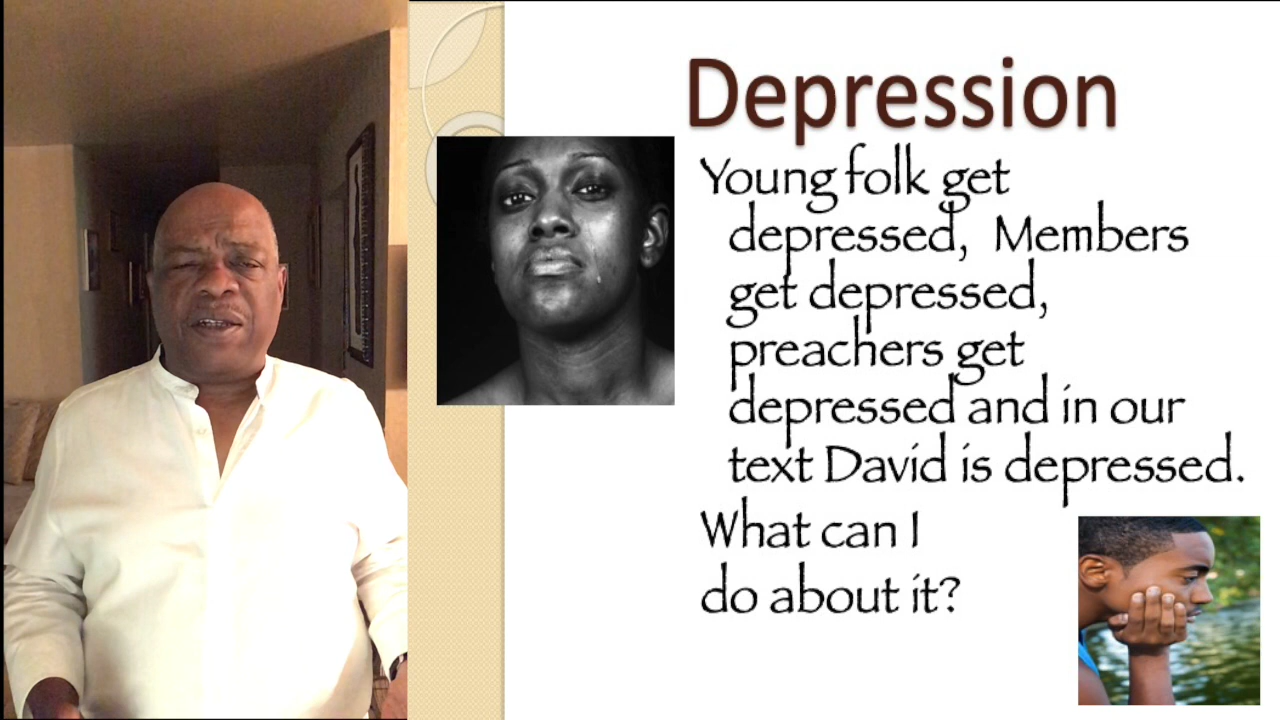 Depression
Young folk get
depressed,  Members
get depressed,
preachers get
depressed and in our
text David is depressed.
What can I
do about it?